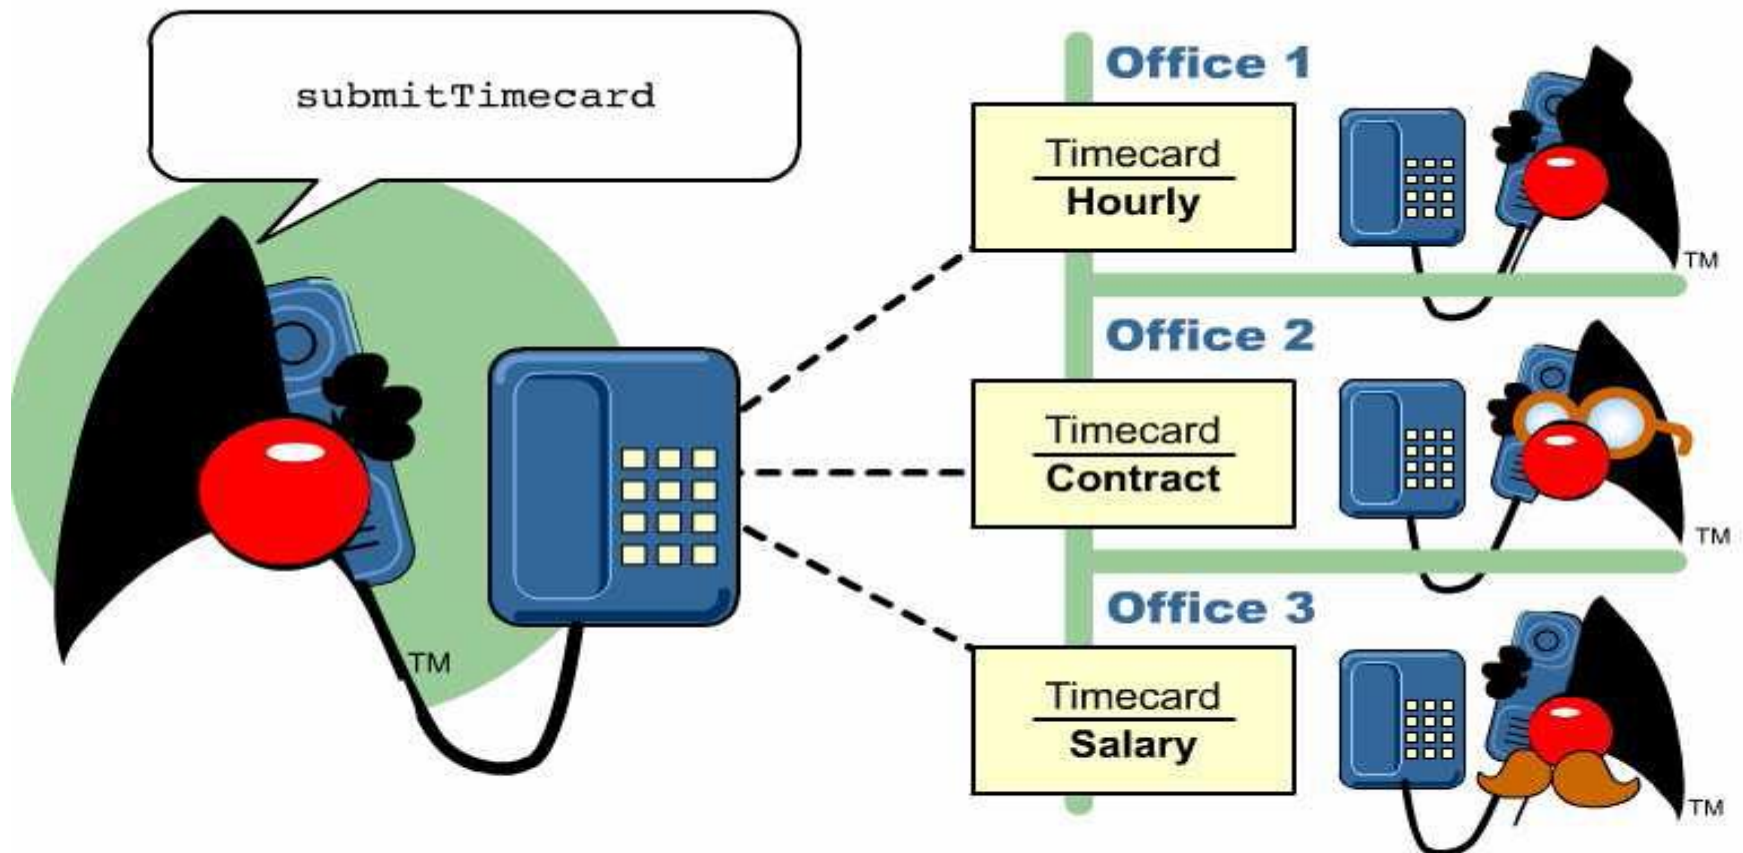 submitTimecard
TM
Office 1
Timecard
Hourly
TM
Office 2
Timecard
Contract
TM
Office 3
Timecard
Salary
TM